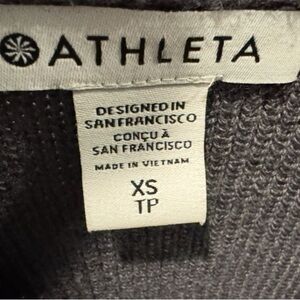 ATHLETA
DESIGNED IN
SAN FRANCISCO
CONÇU À
SAN FRANCISCO
MADE IN VIETNAM
XS
TP